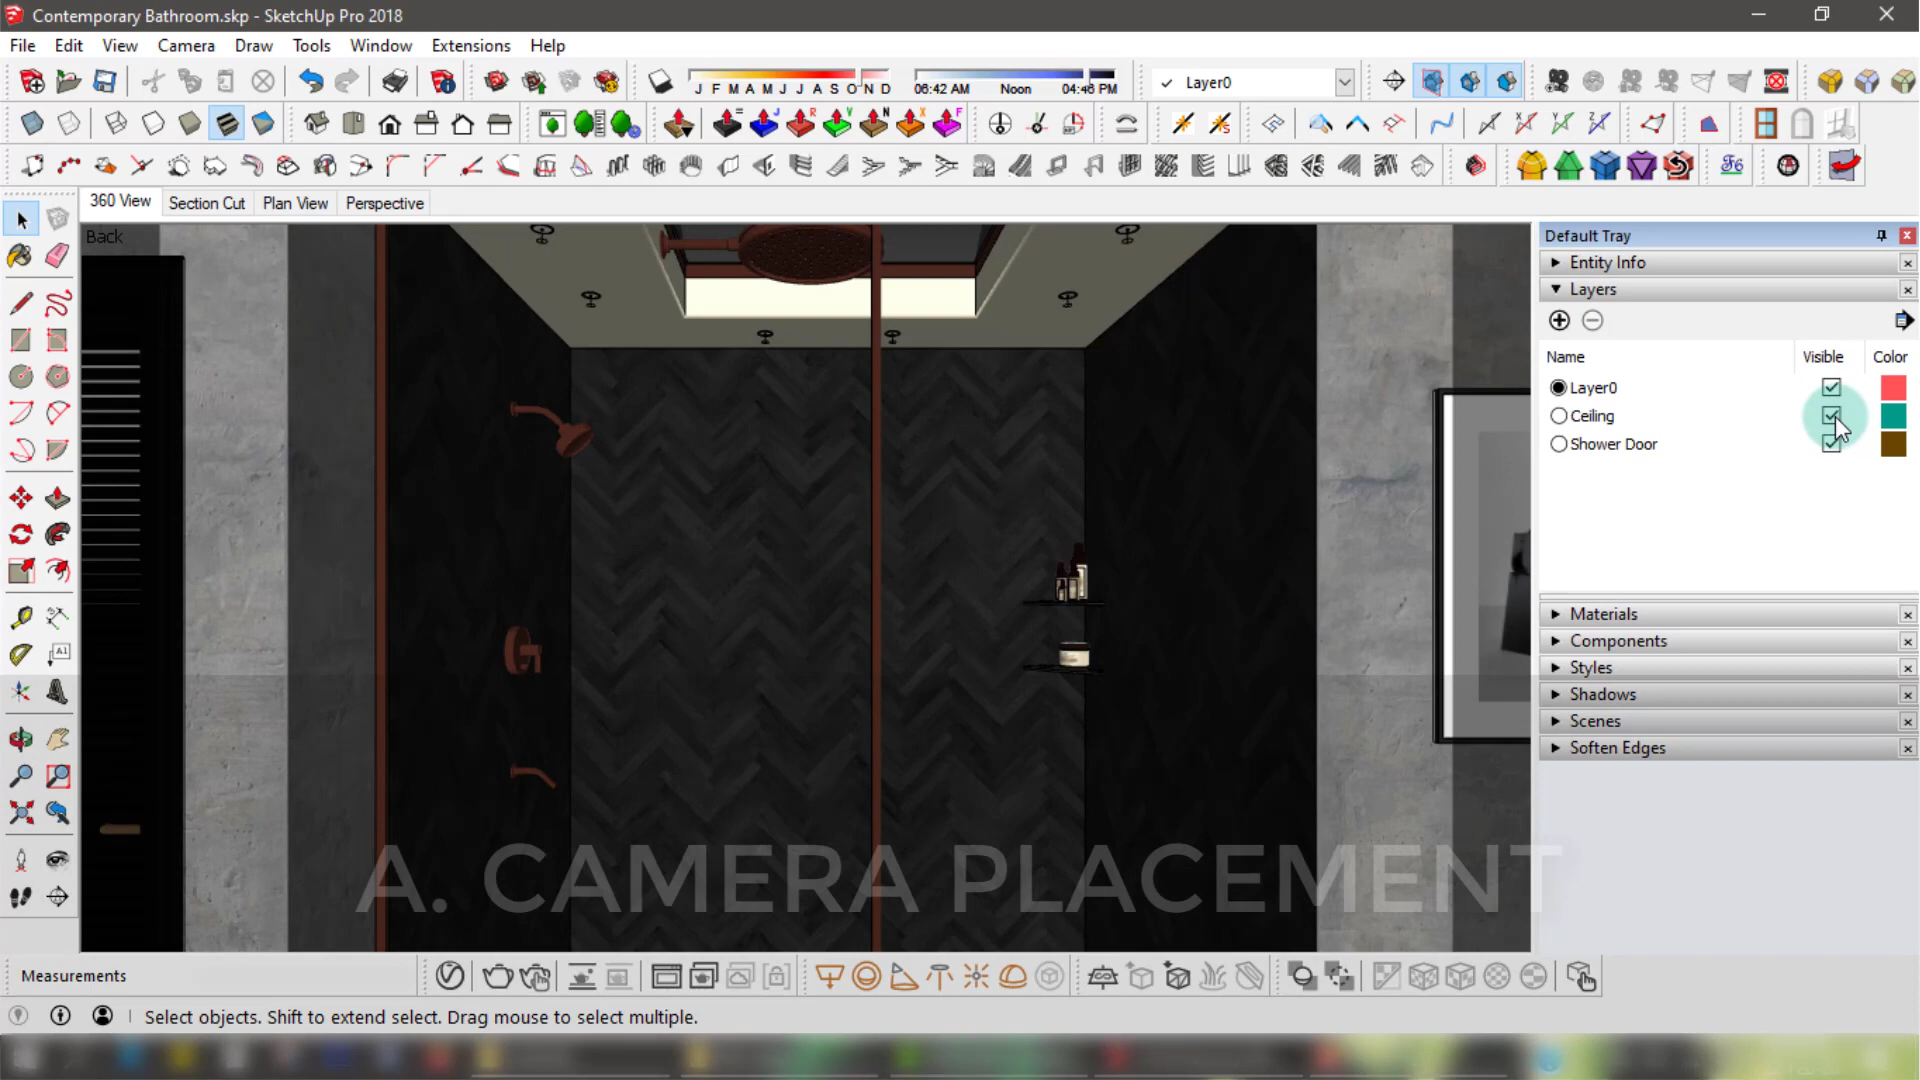 Contemporary Bathroom.skp - SketchUp Pro 2018
File Edit View Camera Draw Tools Window Extensions Help
J F M A M J J A S O N D 06:42 AM Noon 04:46 PM Layer0
360 View Section Cut Plan View Perspective
Back
Default Tray
Entity Info
Layers
Name Visible Color
Layer0
Ceiling
Shower Door
Materials
Components
Styles
Shadows
Scenes
Soften Edges
A. CAMERA PLACEMENT
Measurements
Select objects. Shift to extend select. Drag mouse to select multiple.